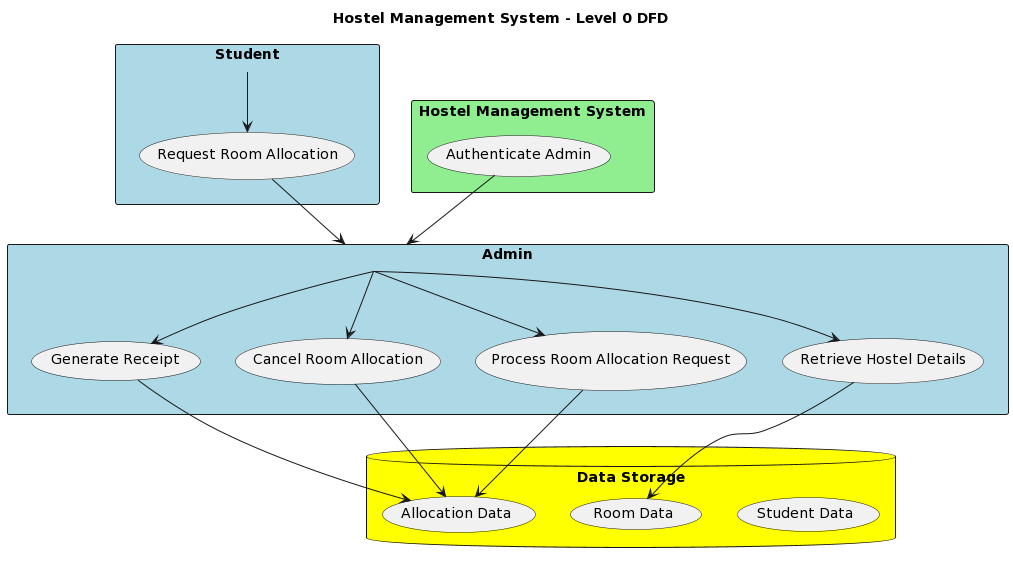 Hostel Management System - Level 0 DFD
Student
Request Room Allocation
Hostel Management System
Authenticate Admin
Admin
Generate Receipt
Cancel Room Allocation
Process Room Allocation Request
Retrieve Hostel Details
Data Storage
Allocation Data
Room Data
Student Data